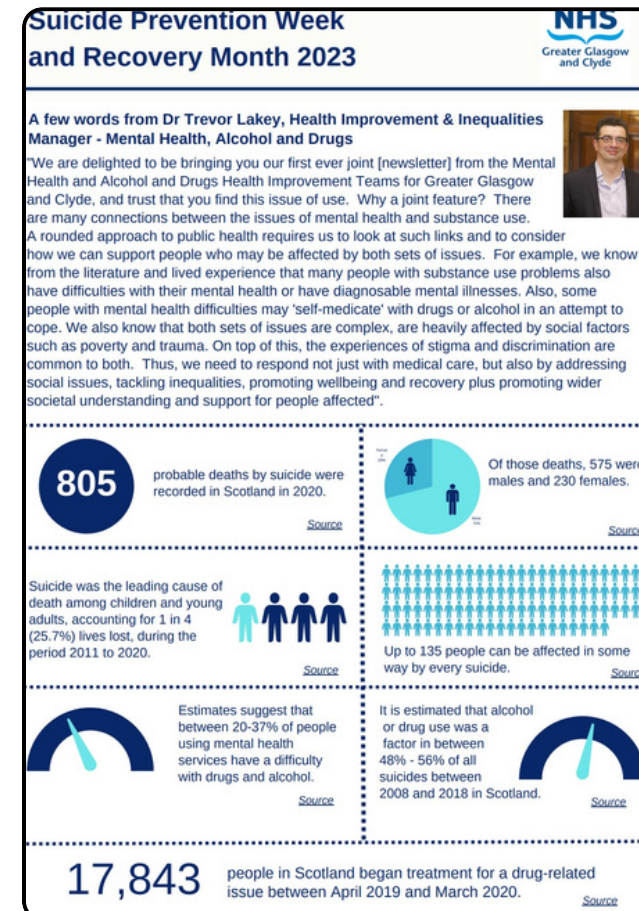 Suicide Prevention Week
and Recovery Month 2023
NHS
Greater Glasgow
and Clyde
A few words from Dr Trevor Lakey, Health Improvement & Inequalities
Manager - Mental Health, Alcohol and Drugs
"We are delighted to be bringing you our first ever joint [newsletter] from the Mental
Health and Alcohol and Drugs Health Improvement Teams for Greater Glasgow
and Clyde, and trust that you find this issue of use.  Why a joint feature?  There
are many connections between the issues of mental health and substance use.
A rounded approach to public health requires us to look at such links and to consider
how we can support people who may be affected by both sets of issues.  For example, we know
from the literature and lived experience that many people with substance use problems also
have difficulties with their mental health or have diagnosable mental illnesses. Also, some
people with mental health difficulties may 'self-medicate' with drugs or alcohol in an attempt to
cope. We also know that both sets of issues are complex, are heavily affected by social factors
such as poverty and trauma. On top of this, the experiences of stigma and discrimination are
common to both.  Thus, we need to respond not just with medical care, but also by addressing
social issues, tackling inequalities, promoting wellbeing and recovery plus promoting wider
societal understanding and support for people affected".
805
probable deaths by suicide were
recorded in Scotland in 2020.
Source
Of those deaths, 575 were
males and 230 females.
Source
Suicide was the leading cause of
death among children and young
adults, accounting for 1 in 4
(25.7%) lives lost, during the
period 2011 to 2020.
Source
Up to 135 people can be affected in some
way by every suicide.
Source
Estimates suggest that
between 20-37% of people
using mental health
services have a difficulty
with drugs and alcohol.
Source
It is estimated that alcohol
or drug use was a
factor in between
48% - 56% of all
suicides between
2008 and 2018 in Scotland.
Source
17,843
people in Scotland began treatment for a drug-related
issue between April 2019 and March 2020.
Source